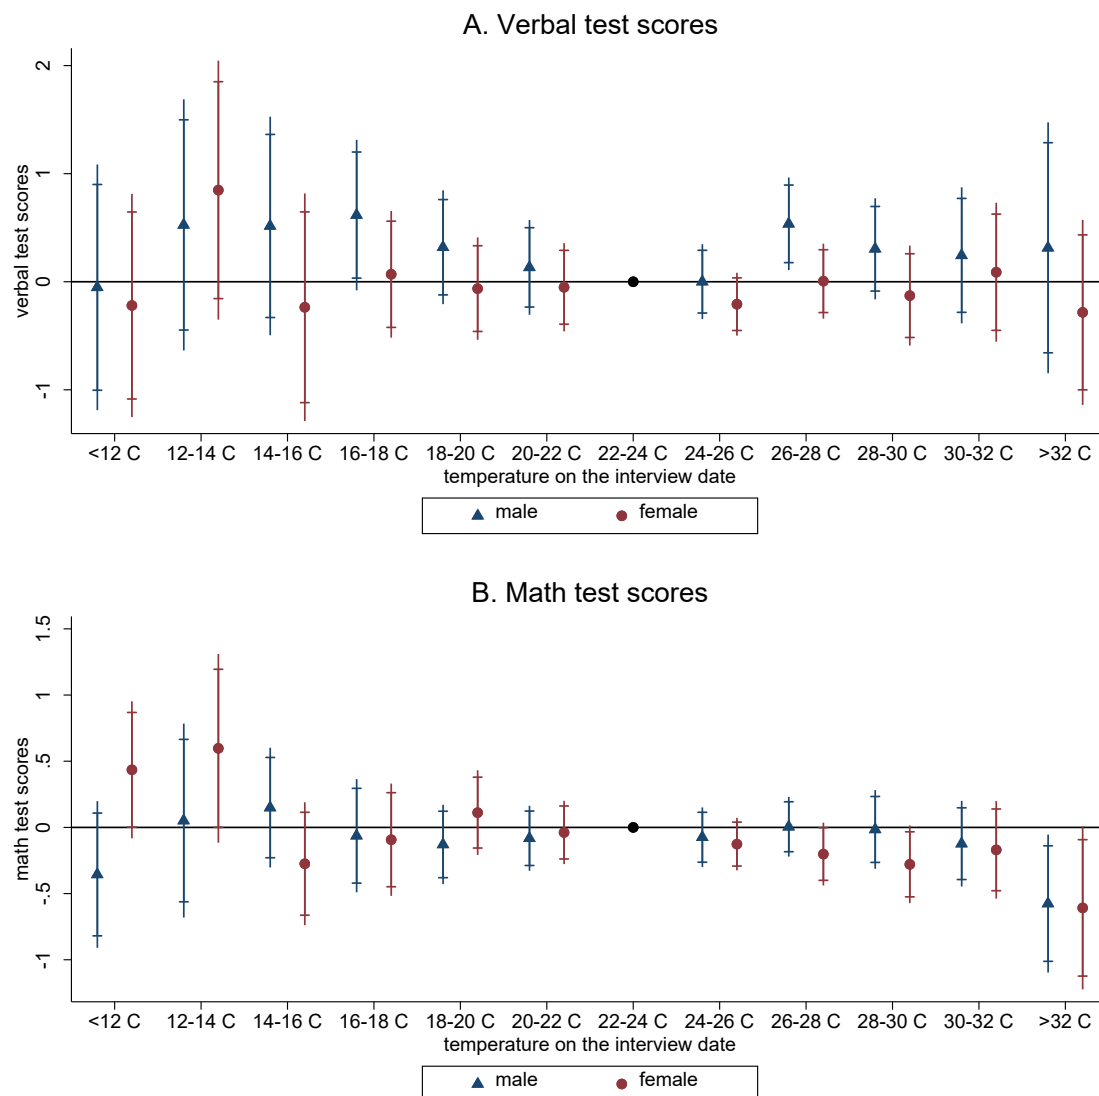 A. Verbal test scores
2
1
0
-1
verbal test scores
<12 C 12-14 C 14-16 C 16-18 C 18-20 C 20-22 C 22-24 C 24-26 C 26-28 C 28-30 C 30-32 C >32 C
temperature on the interview date
male female
B. Math test scores
1.5
1
.5
0
-.5
-1
math test scores
<12 C 12-14 C 14-16 C 16-18 C 18-20 C 20-22 C 22-24 C 24-26 C 26-28 C 28-30 C 30-32 C >32 C
temperature on the interview date
male female